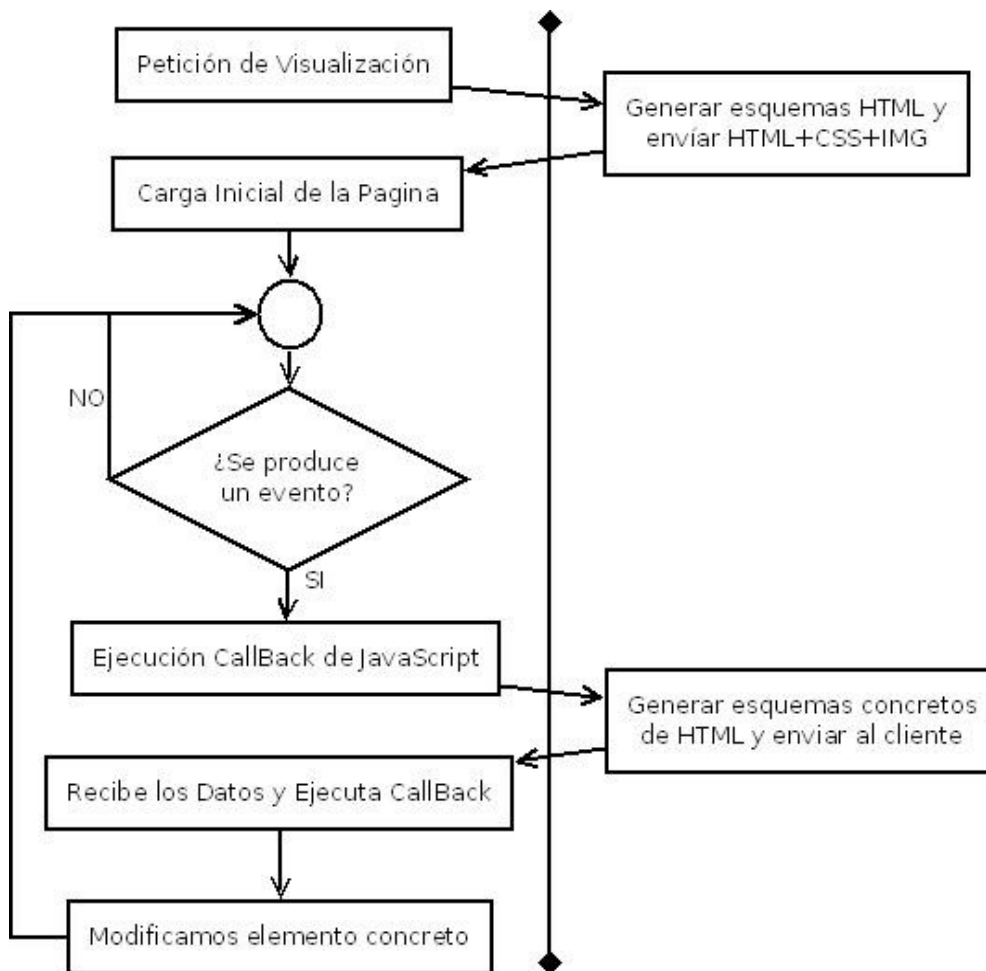 Petición de Visualización
Generar esquemas HTML y
envíar HTML+CSS+IMG
Carga Inicial de la Pagina
NO
¿Se produce
un evento?
SI
Ejecución CallBack de JavaScript
Generar esquemas concretos
de HTML y enviar al cliente
Recibe los Datos y Ejecuta CallBack
Modificamos elemento concreto